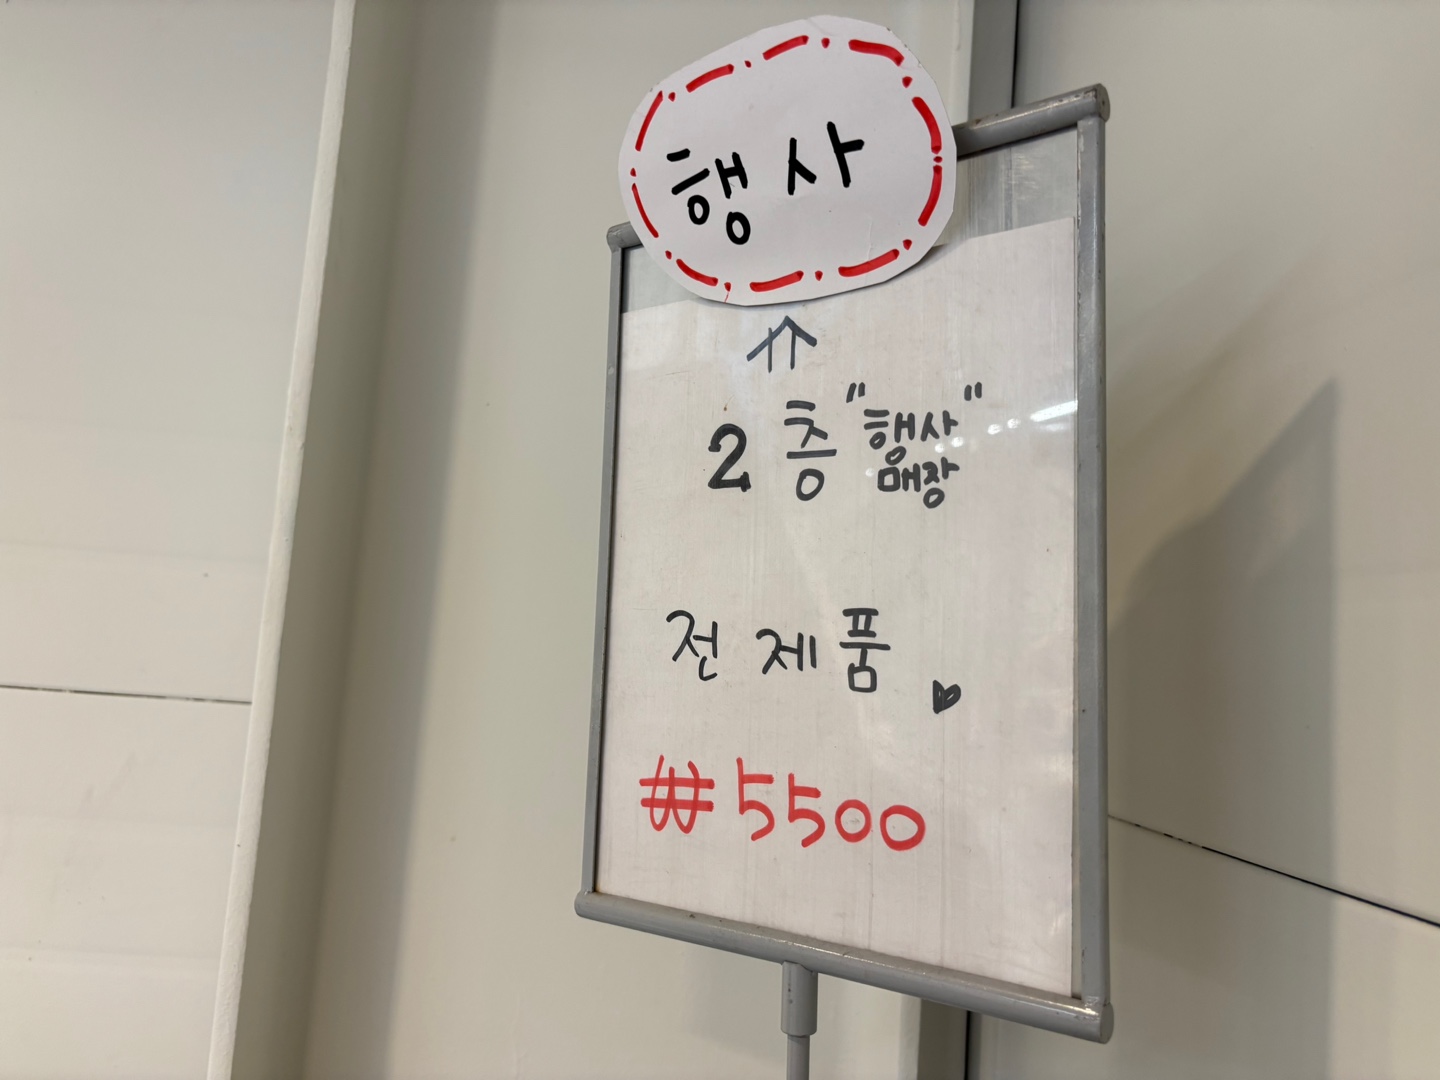 행사
2층 "행사"
매장
전제품
₩5500